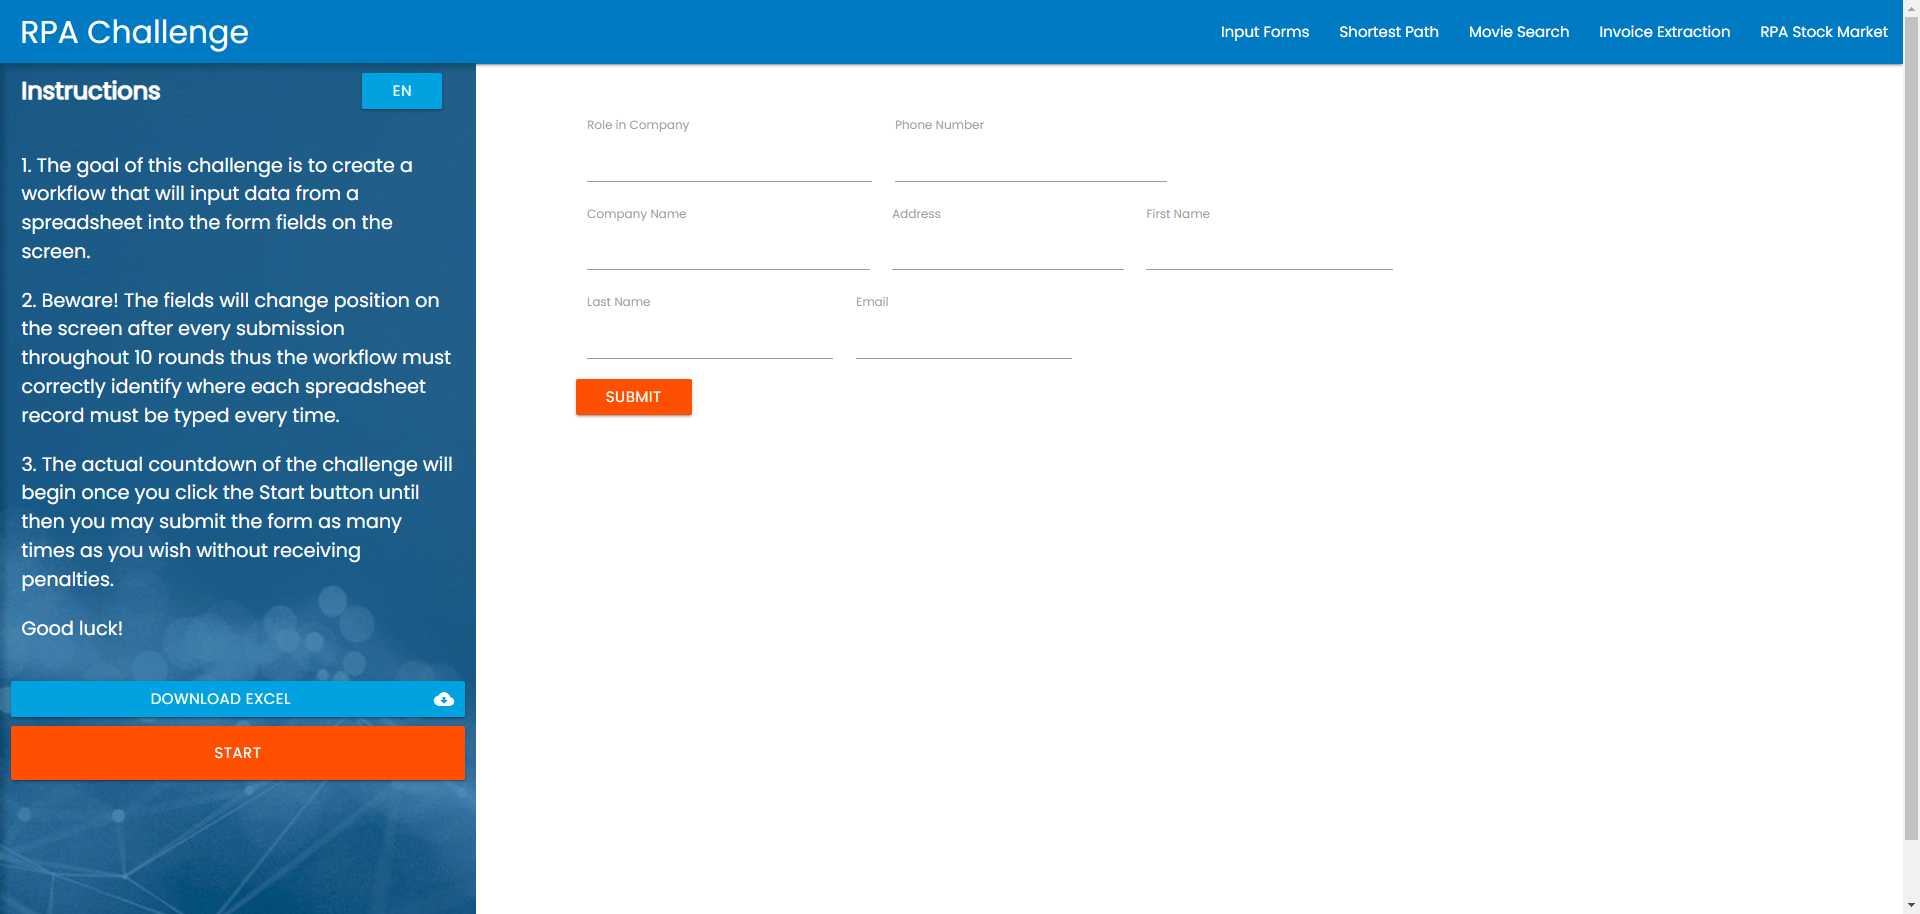 RPA Challenge
Input Forms
Shortest Path
Movie Search
Invoice Extraction
RPA Stock Market
Instructions
EN
1. The goal of this challenge is to create a
workflow that will input data from a
spreadsheet into the form fields on the
screen.
2. Beware! The fields will change position on
the screen after every submission
throughout 10 rounds thus the workflow must
correctly identify where each spreadsheet
record must be typed every time.
3. The actual countdown of the challenge will
begin once you click the Start button until
then you may submit the form as many
times as you wish without receiving
penalties.
Good luck!
DOWNLOAD EXCEL
START
Role in Company
Phone Number
Company Name
Address
First Name
Last Name
Email
SUBMIT